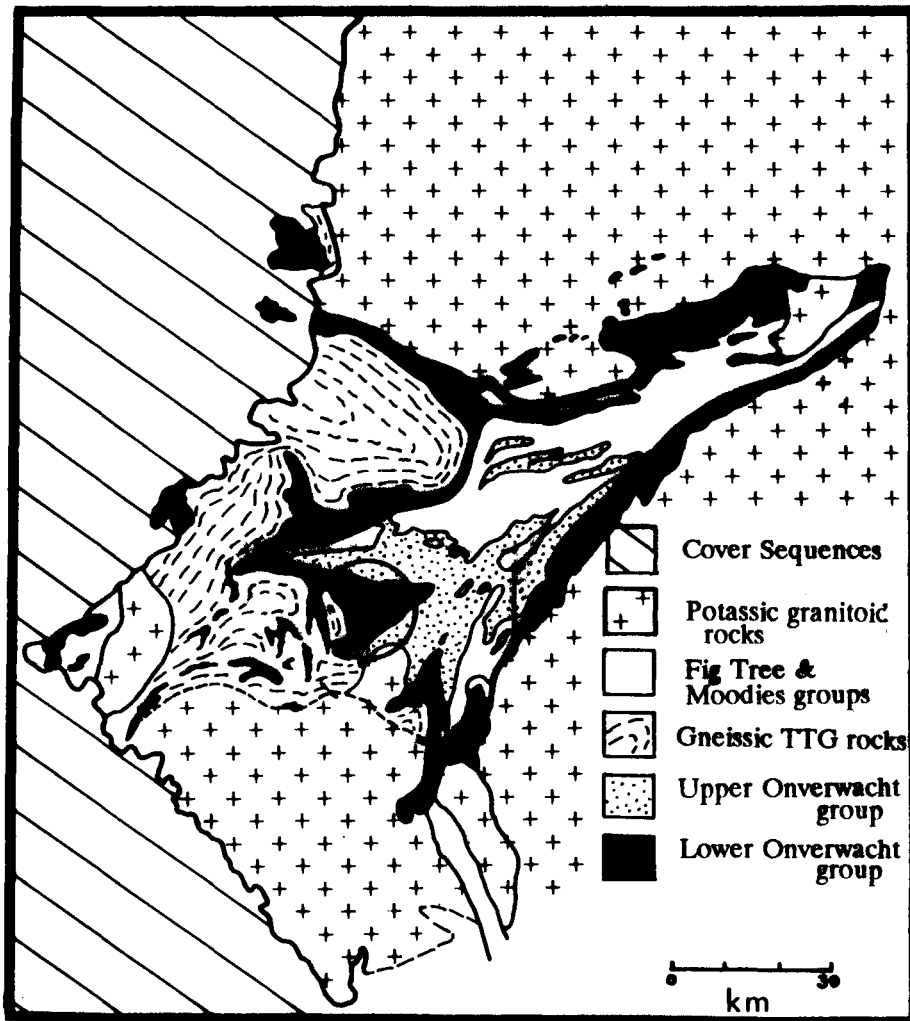 Cover Sequences
Potassic granitoid
rocks
Fig Tree &
Moodies groups
Gneissic TTG rocks
Upper Onverwacht
group
Lower Onverwacht
group
0 30
km